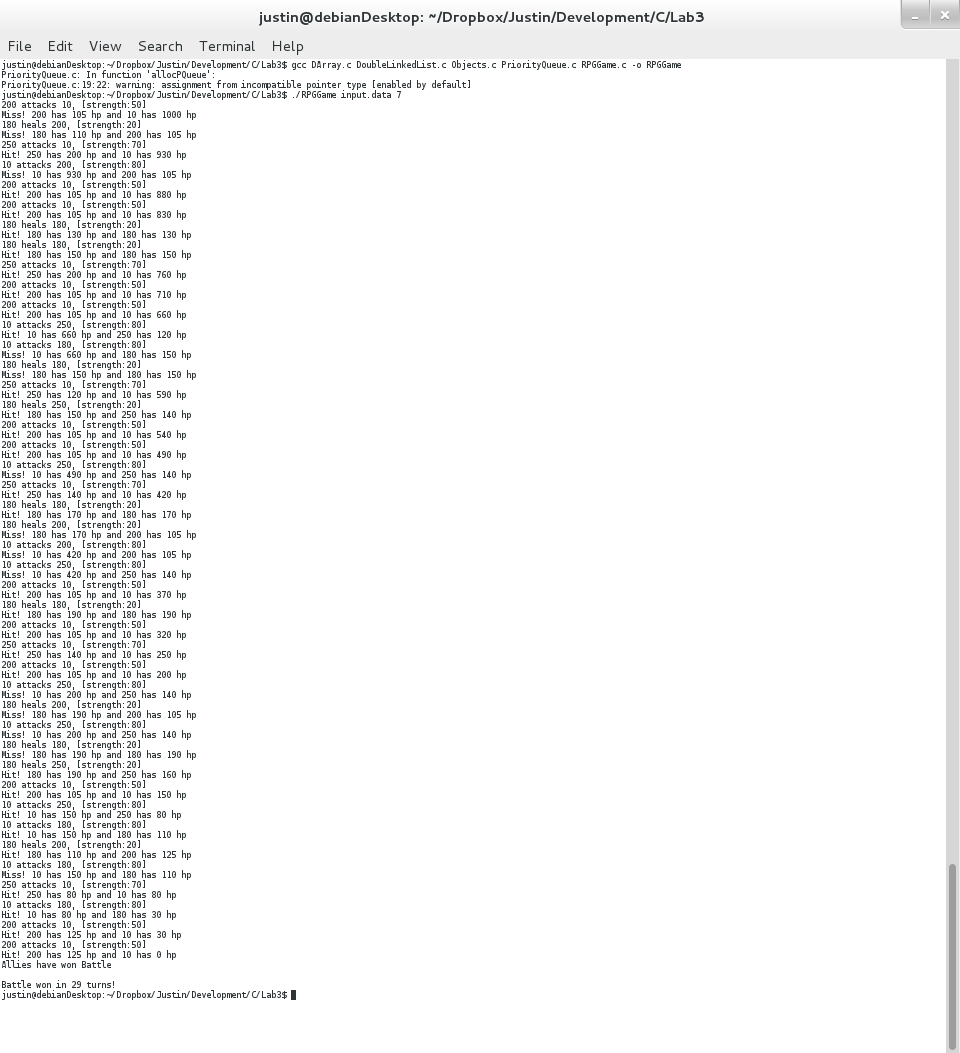 justin@debianDesktop: ~/Dropbox/Justin/Development/C/Lab3
File Edit View Search Terminal Help
justin@debianDesktop:~/Dropbox/Justin/Development/C/Lab3$ gcc DArray.c DoubleLinkedList.c Objects.c PriorityQueue.c RPGGame.c -o RPGGame
PriorityQueue.c: In function 'allocPQueue':
PriorityQueue.c:19:22: warning: assignment from incompatible pointer type [enabled by default]
justin@debianDesktop:~/Dropbox/Justin/Development/C/Lab3$ ./RPGGame input.data 7
200 attacks 10, [strength:50]
Miss! 200 has 105 hp and 10 has 1000 hp
180 heals 200, [strength:20]
Miss! 180 has 110 hp and 200 has 105 hp
250 attacks 10, [strength:70]
Hit! 250 has 200 hp and 10 has 930 hp
10 attacks 200, [strength:80]
Miss! 10 has 930 hp and 200 has 105 hp
200 attacks 10, [strength:50]
Hit! 200 has 105 hp and 10 has 880 hp
200 attacks 10, [strength:50]
Hit! 200 has 105 hp and 10 has 830 hp
180 heals 180, [strength:20]
Hit! 180 has 130 hp and 180 has 130 hp
180 heals 180, [strength:20]
Hit! 180 has 150 hp and 180 has 150 hp
250 attacks 10, [strength:70]
Hit! 250 has 200 hp and 10 has 760 hp
200 attacks 10, [strength:50]
Hit! 200 has 105 hp and 10 has 710 hp
200 attacks 10, [strength:50]
Hit! 200 has 105 hp and 10 has 660 hp
10 attacks 250, [strength:80]
Hit! 10 has 660 hp and 250 has 120 hp
10 attacks 180, [strength:80]
Miss! 10 has 660 hp and 180 has 150 hp
180 heals 180, [strength:20]
Miss! 180 has 150 hp and 180 has 150 hp
250 attacks 10, [strength:70]
Hit! 250 has 120 hp and 10 has 590 hp
180 heals 250, [strength:20]
Hit! 180 has 150 hp and 250 has 140 hp
200 attacks 10, [strength:50]
Hit! 200 has 105 hp and 10 has 540 hp
200 attacks 10, [strength:50]
Hit! 200 has 105 hp and 10 has 490 hp
10 attacks 250, [strength:80]
Miss! 10 has 490 hp and 250 has 140 hp
250 attacks 10, [strength:70]
Hit! 250 has 140 hp and 10 has 420 hp
180 heals 180, [strength:20]
Hit! 180 has 170 hp and 180 has 170 hp
180 heals 200, [strength:20]
Miss! 180 has 170 hp and 200 has 105 hp
10 attacks 200, [strength:80]
Miss! 10 has 420 hp and 200 has 105 hp
10 attacks 250, [strength:80]
Miss! 10 has 420 hp and 250 has 140 hp
200 attacks 10, [strength:50]
Hit! 200 has 105 hp and 10 has 370 hp
180 heals 180, [strength:20]
Hit! 180 has 190 hp and 180 has 190 hp
200 attacks 10, [strength:50]
Hit! 200 has 105 hp and 10 has 320 hp
250 attacks 10, [strength:70]
Hit! 250 has 140 hp and 10 has 250 hp
200 attacks 10, [strength:50]
Hit! 200 has 105 hp and 10 has 200 hp
10 attacks 250, [strength:80]
Miss! 10 has 200 hp and 250 has 140 hp
180 heals 200, [strength:20]
Miss! 180 has 190 hp and 200 has 105 hp
10 attacks 250, [strength:80]
Miss! 10 has 200 hp and 250 has 140 hp
180 heals 180, [strength:20]
Miss! 180 has 190 hp and 180 has 190 hp
180 heals 250, [strength:20]
Hit! 180 has 190 hp and 250 has 160 hp
200 attacks 10, [strength:50]
Hit! 200 has 105 hp and 10 has 150 hp
10 attacks 250, [strength:80]
Hit! 10 has 150 hp and 250 has 80 hp
10 attacks 180, [strength:80]
Hit! 10 has 150 hp and 180 has 110 hp
180 heals 200, [strength:20]
Hit! 180 has 110 hp and 200 has 125 hp
10 attacks 180, [strength:80]
Miss! 10 has 150 hp and 180 has 110 hp
250 attacks 10, [strength:70]
Hit! 250 has 80 hp and 10 has 80 hp
10 attacks 180, [strength:80]
Hit! 10 has 80 hp and 180 has 30 hp
200 attacks 10, [strength:50]
Hit! 200 has 125 hp and 10 has 30 hp
200 attacks 10, [strength:50]
Hit! 200 has 125 hp and 10 has 0 hp
Allies have won Battle
Battle won in 29 turns!
justin@debianDesktop:~/Dropbox/Justin/Development/C/Lab3$